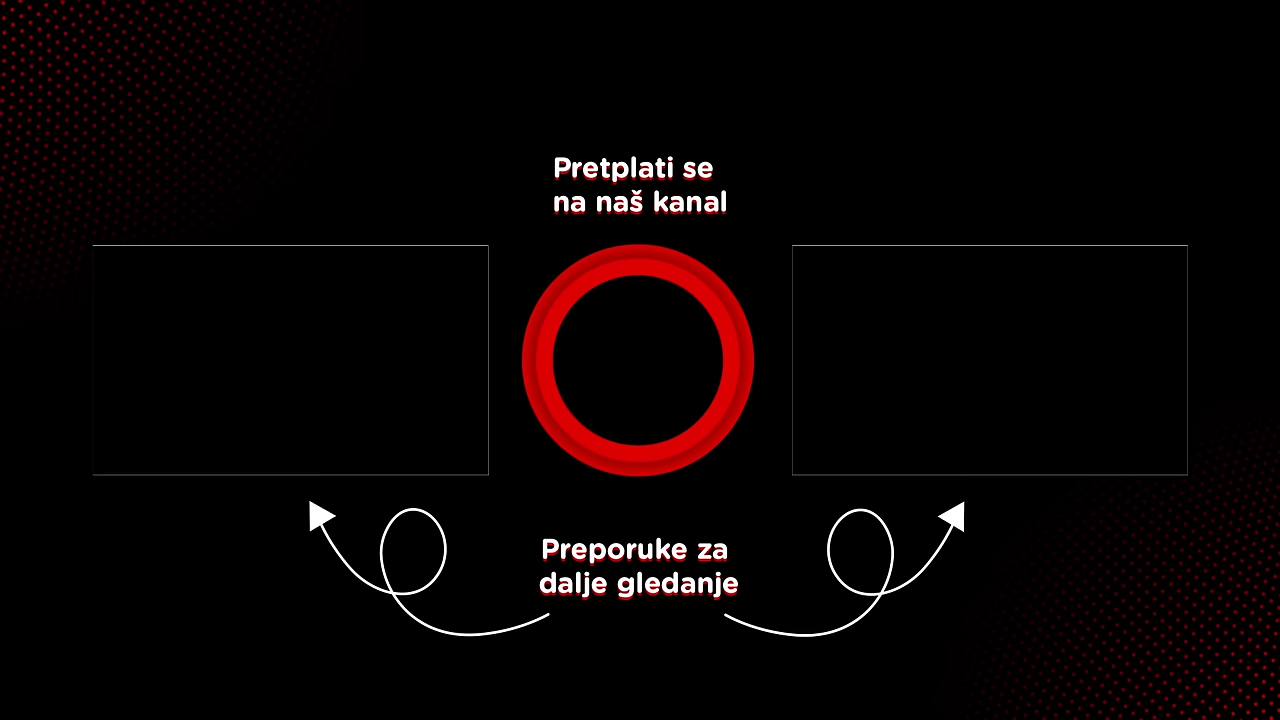 Pretplati se
na naš kanal
Preporuke za
dalje gledanje